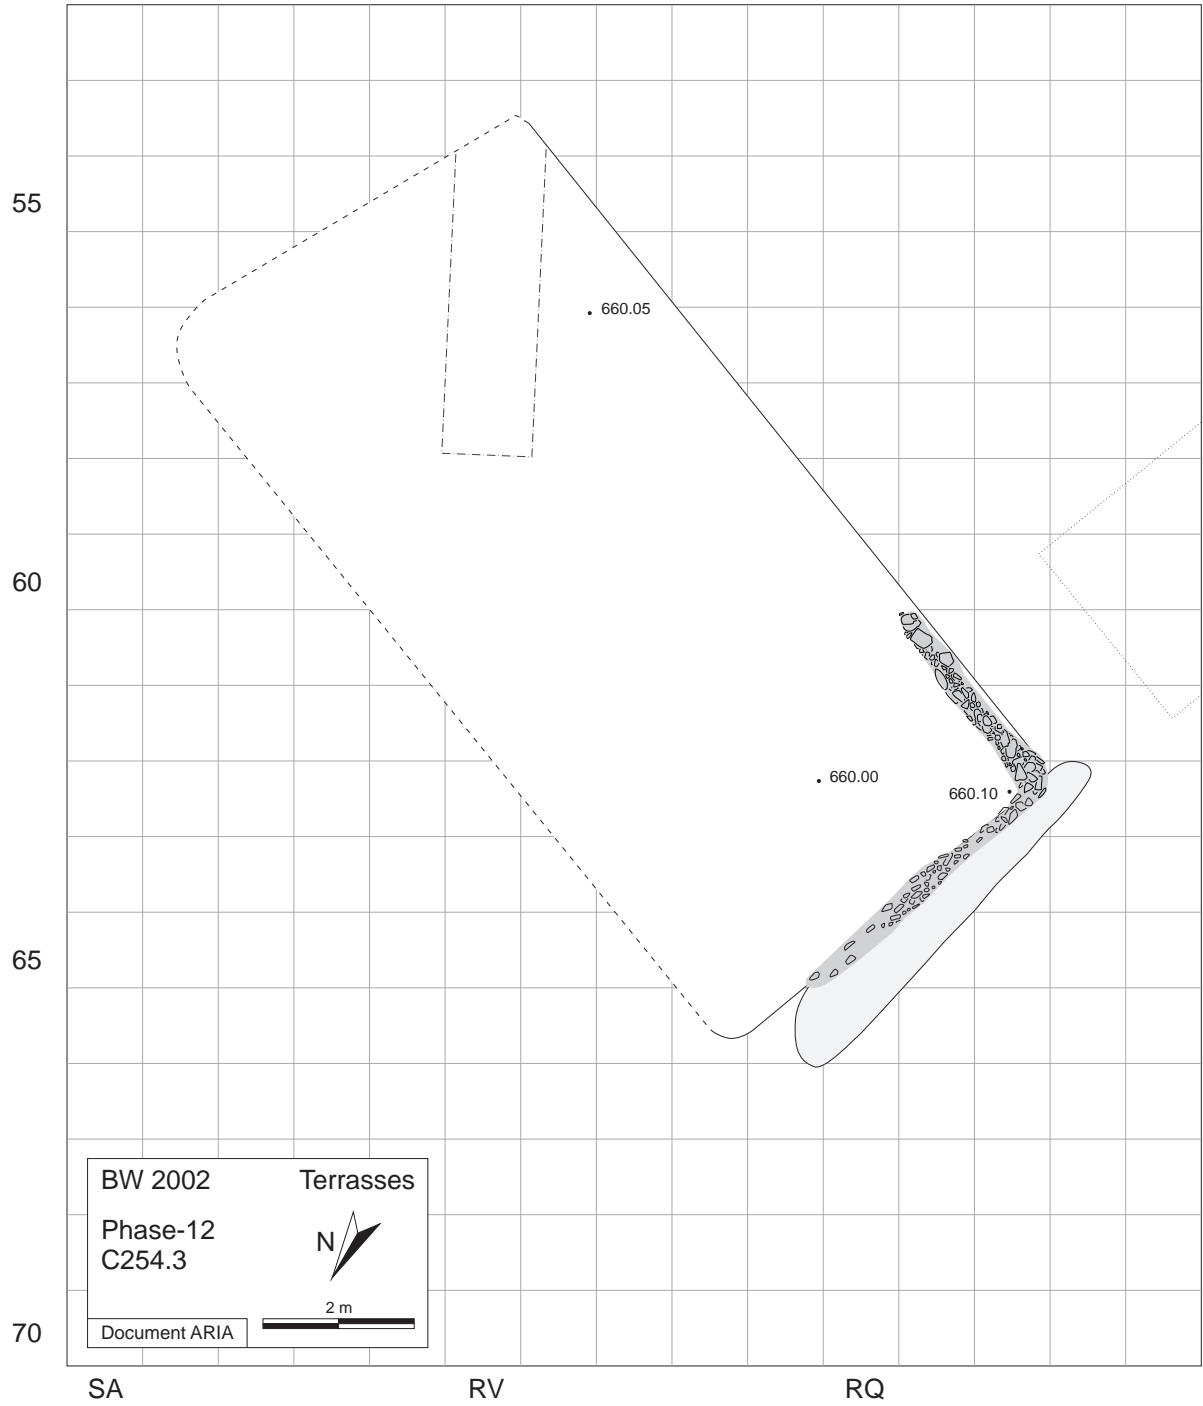 55
660.05
60
660.00
660.10
65
BW 2002 Terrasses
Phase-12
C254.3
N
2 m
Document ARIA
70
SA RV RQ